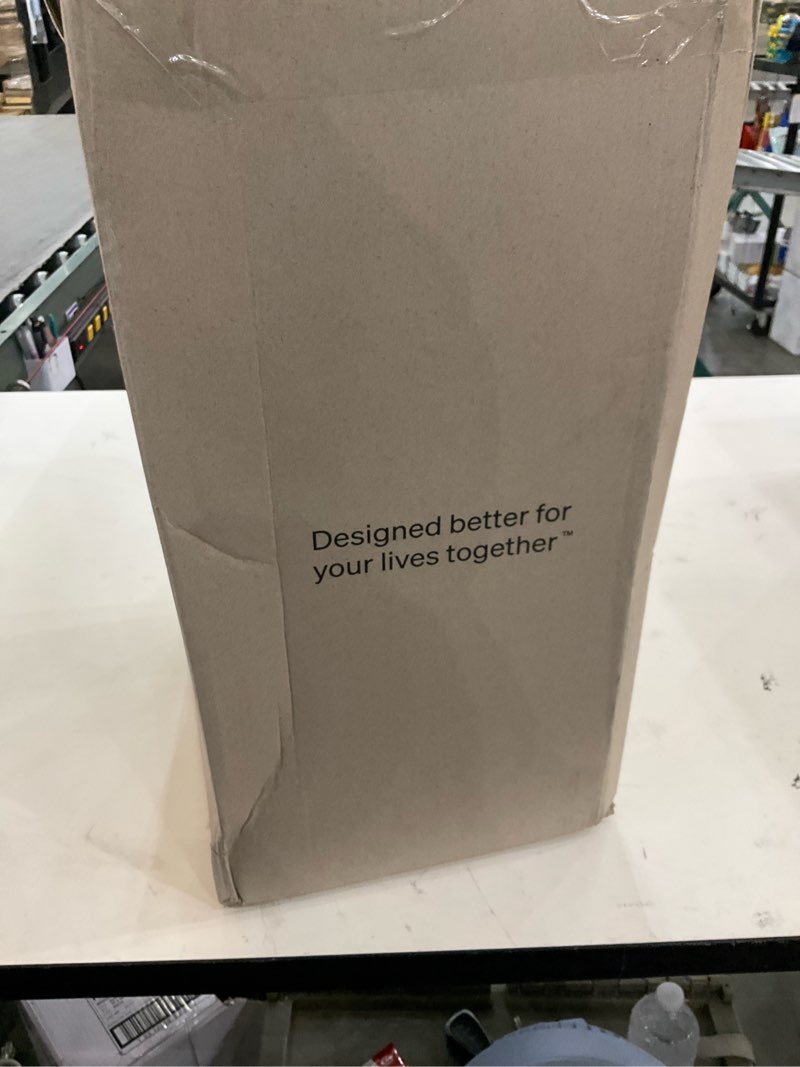 Designed better for
your lives together™